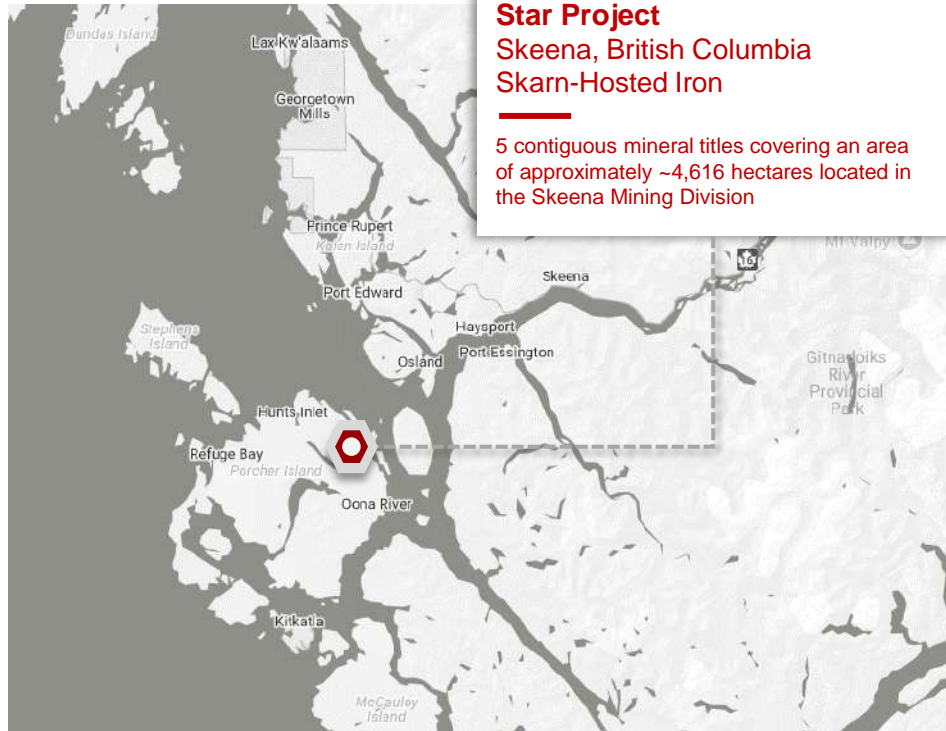 Star Project
Skeena, British Columbia
Skarn-Hosted Iron
5 contiguous mineral titles covering an area
of approximately ~4,616 hectares located in
the Skeena Mining Division
Dundas Island
Lax Kw'alaams
Georgetown
Mills
Prince Rupert
Kaien Island
Mt Valpy
16
Skeena
Port Edward
Haysport
Stephens
Island
Port Essington
Osland
Gitnadoiks
River
Provincial
Park
Hunts Inlet
Refuge Bay
Porcher Island
Oona River
Kitkatla
McCauley
Island